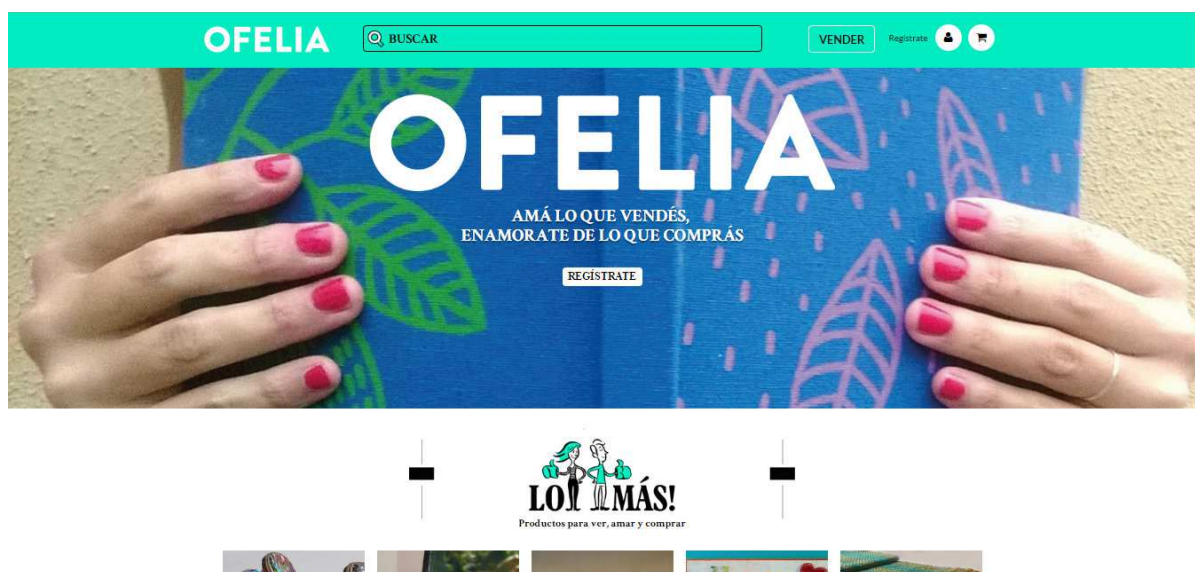 OFELIA
BUSCAR
VENDER
Regístrate
OFELIA
AMÁ LO QUE VENDÉS,
ENAMORATE DE LO QUE COMPRÁS
REGÍSTRATE
LO MÁS!
Productos para ver, amar y comprar